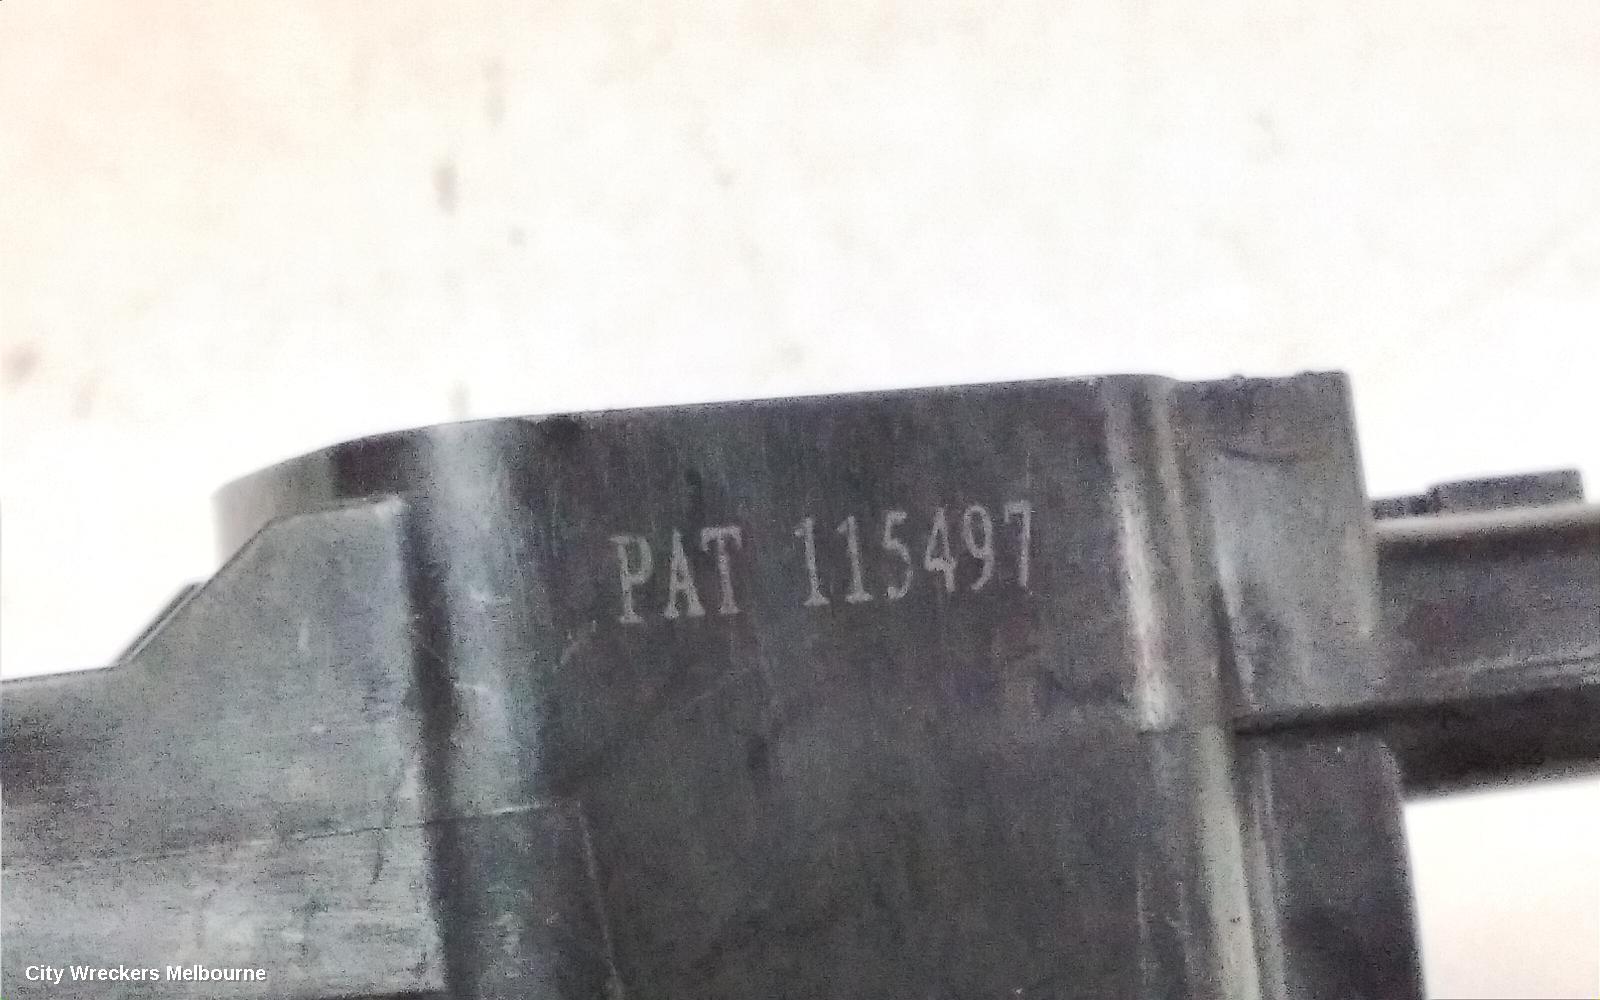 PAT 115497
City Wreckers Melbourne